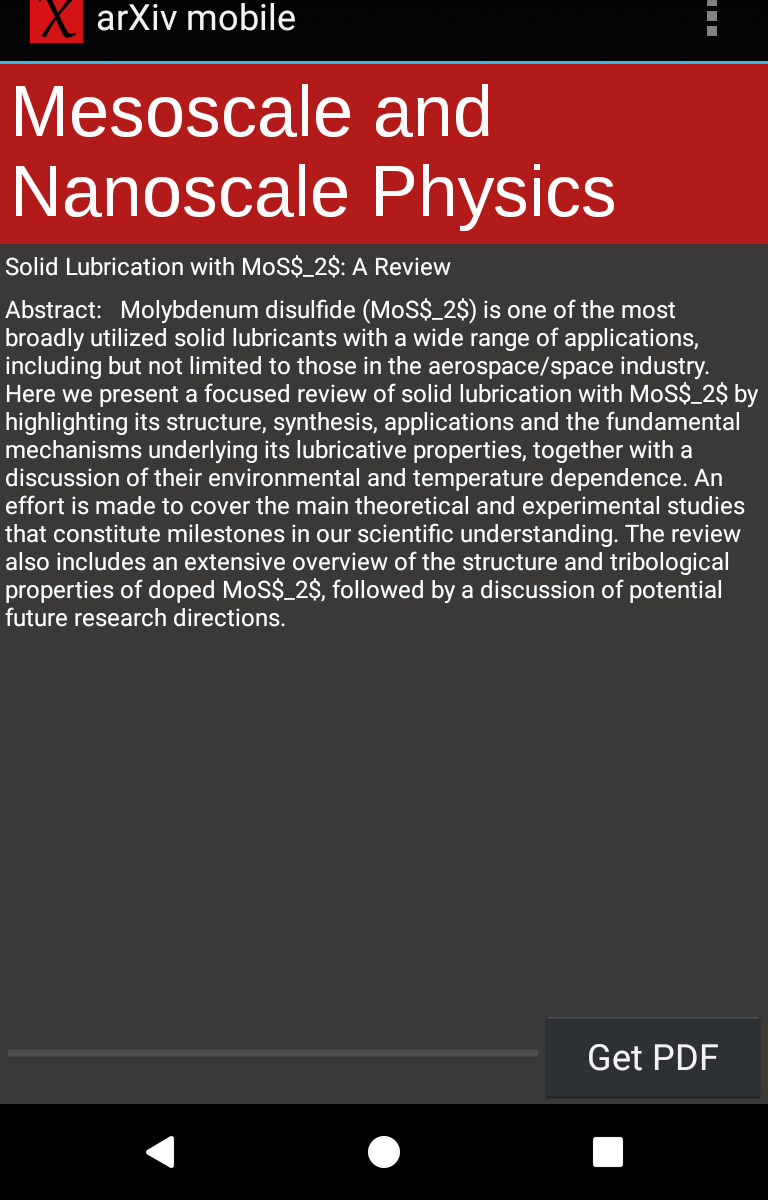 X arXiv mobile
Mesoscale and
Nanoscale Physics
Solid Lubrication with MoS$_2$: A Review
Abstract:   Molybdenum disulfide (MoS$_2$) is one of the most
broadly utilized solid lubricants with a wide range of applications,
including but not limited to those in the aerospace/space industry.
Here we present a focused review of solid lubrication with MoS$_2$ by
highlighting its structure, synthesis, applications and the fundamental
mechanisms underlying its lubricative properties, together with a
discussion of their environmental and temperature dependence. An
effort is made to cover the main theoretical and experimental studies
that constitute milestones in our scientific understanding. The review
also includes an extensive overview of the structure and tribological
properties of doped MoS$_2$, followed by a discussion of potential
future research directions.
Get PDF